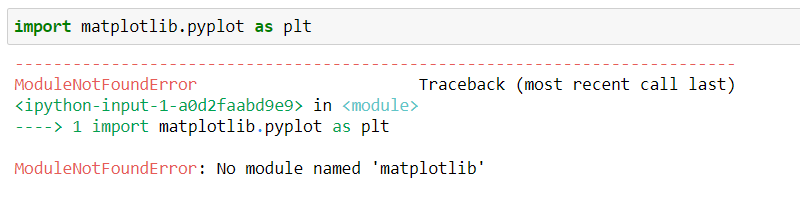 import matplotlib.pyplot as plt
---------------------------------------------------------------------------
ModuleNotFoundError                       Traceback (most recent call last)
<ipython-input-1-a0d2faabd9e9> in <module>
----> 1 import matplotlib.pyplot as plt
ModuleNotFoundError: No module named 'matplotlib'